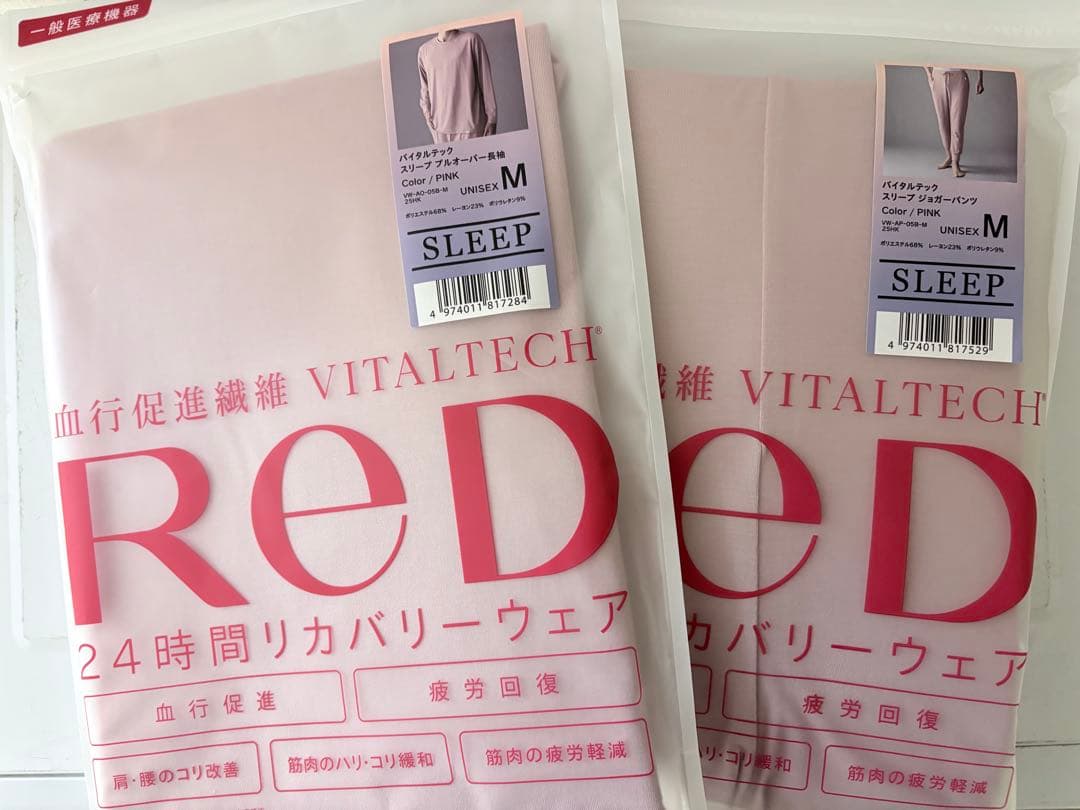 一般医療機器
バイタルテック
スリープ プルオーバー長袖
Color / PINK
VW-AO-05B-M
25HK
UNISEX M
ポリエステル68% レーヨン23% ポリウレタン9%
SLEEP
4 974011 817284
血行促進繊維 VITALTECH®
ReD
24時間リカバリーウェア
血行促進
疲労回復
肩・腰のコリ改善
筋肉のハリ・コリ緩和
筋肉の疲労軽減
バイタルテック
スリープ ジョガーパンツ
Color / PINK
VW-AP-05B-M
25HK
UNISEX M
ポリエステル68% レーヨン23% ポリウレタン9%
SLEEP
4 974011 817529
維 VITALTECH®
eD
カバリーウェア
疲労回復
ハリ・コリ緩和
筋肉の疲労軽減